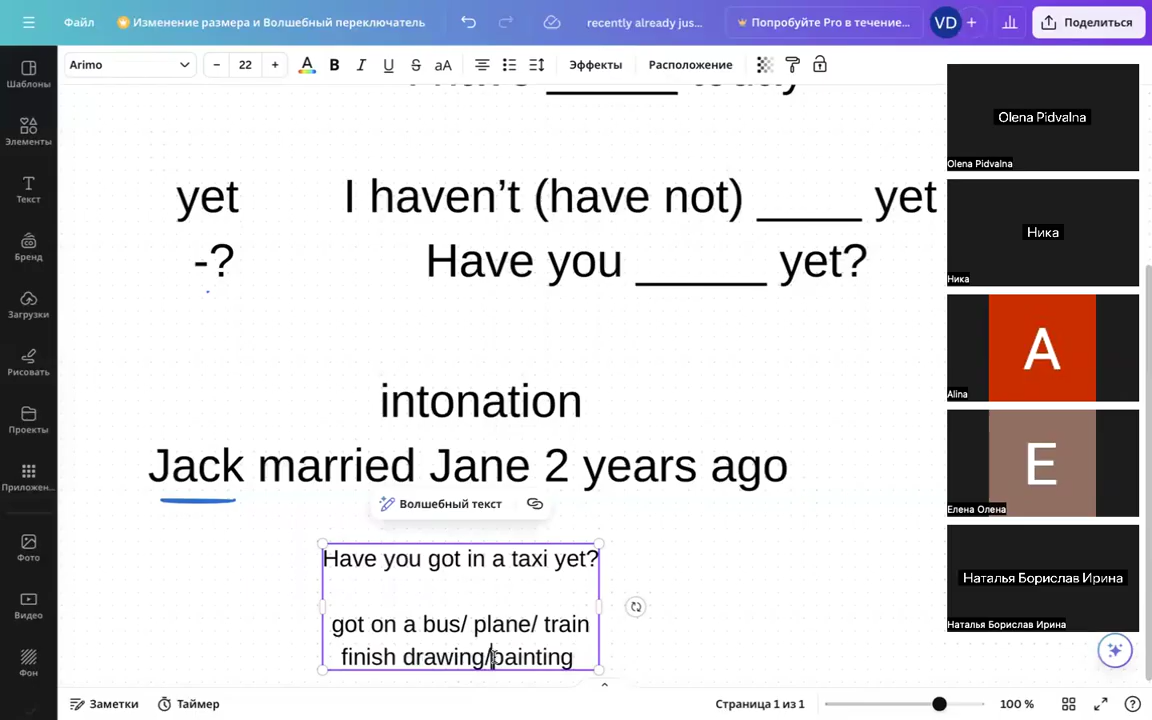 Файл
Изменение размера и Волшебный переключатель
recently already jus...
Попробуйте Pro в течение...
VD
+
Поделиться
Arimo
−
22
+
A
B
I
U
S
aA
Эффекты
Расположение
Шаблоны
Элементы
Текст
Бренд
Загрузки
Рисовать
Проекты
Приложен...
Фото
Видео
Фон
yet
I haven’t (have not) ____ yet
-?
Have you _____ yet?
intonation
Jack married Jane 2 years ago
Волшебный текст
Have you got in a taxi yet?
got on a bus/ plane/ train
finish drawing/painting
Olena Pidvalna
Olena Pidvalna
Ника
Ника
A
Alina
E
Елена Олена
Наталья Борислав Ирина
Наталья Борислав Ирина
Заметки
Таймер
Страница 1 из 1
100 %